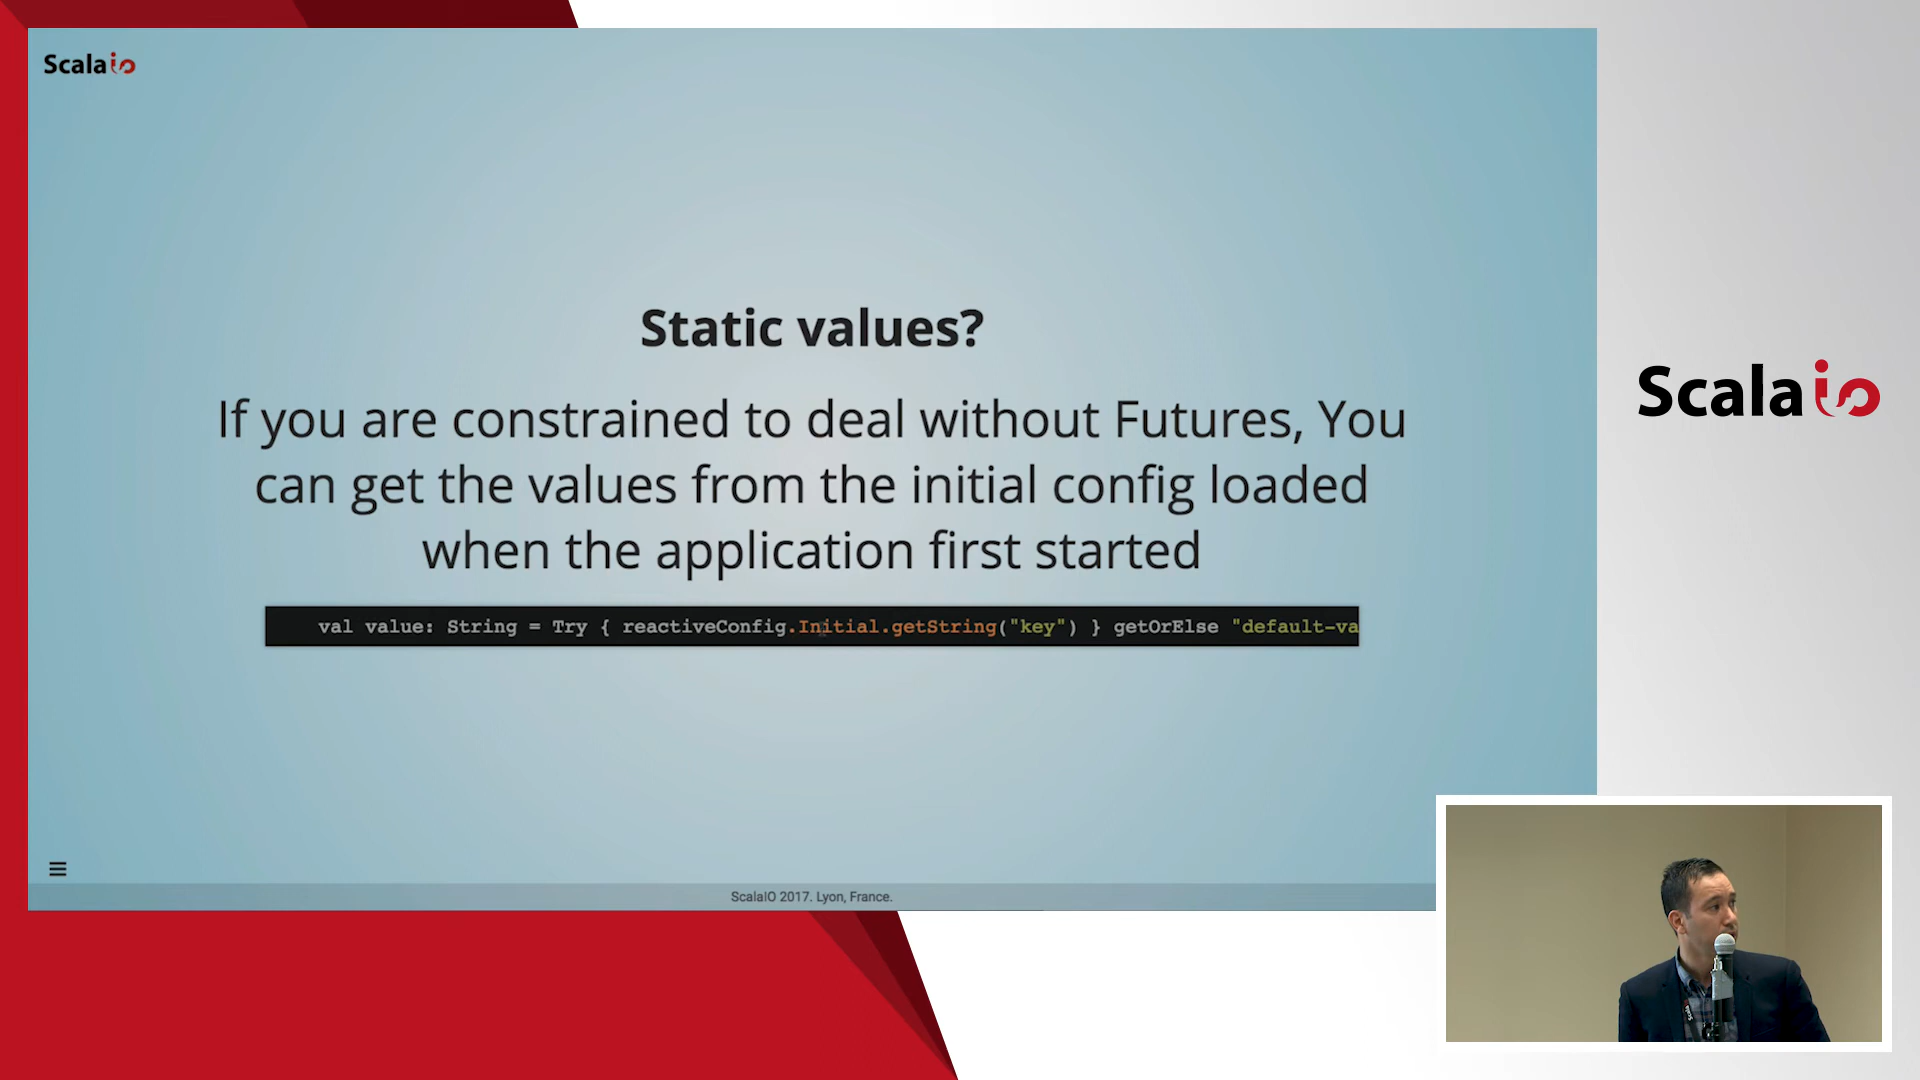 Scala io
Static values?
If you are constrained to deal without Futures, You
can get the values from the initial config loaded
when the application first started
val value: String = Try { reactiveConfig.Initial.getString("key") } getOrElse "default-va
ScalaIO 2017. Lyon, France.
Scala io